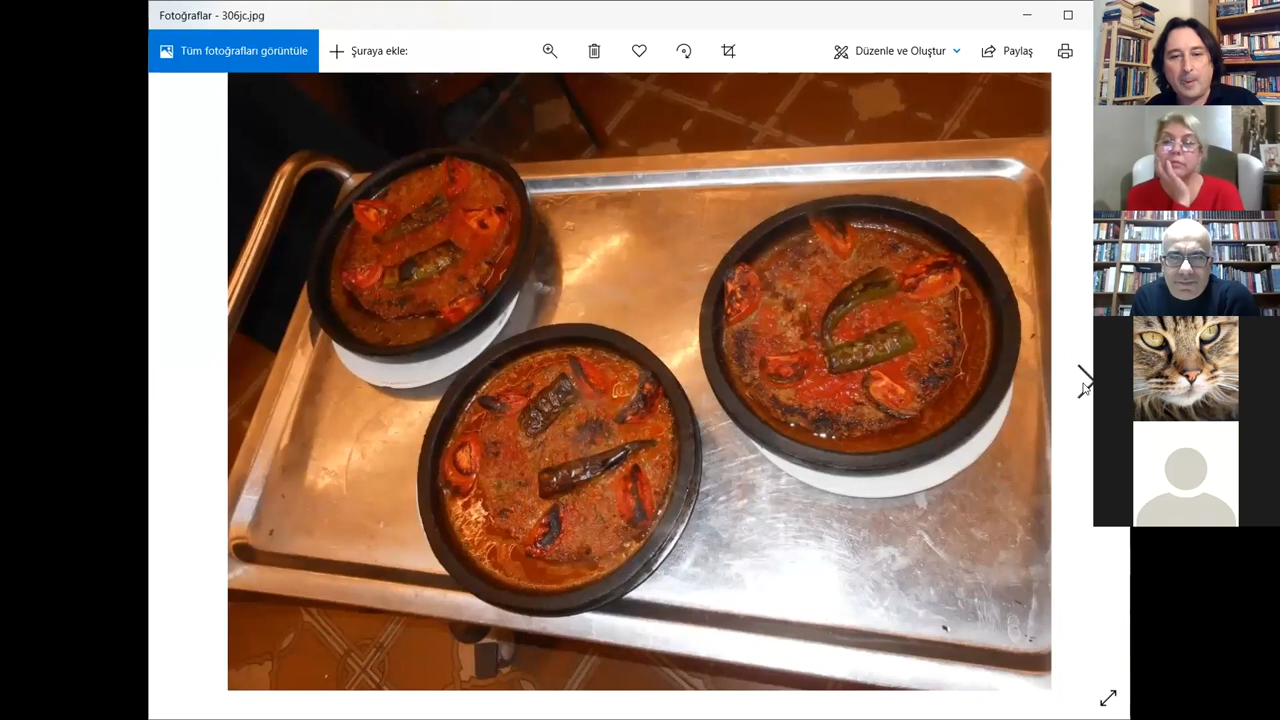 Fotoğraflar - 306jc.jpg
Tüm fotoğrafları görüntüle
Şuraya ekle:
Düzenle ve Oluştur
Paylaş